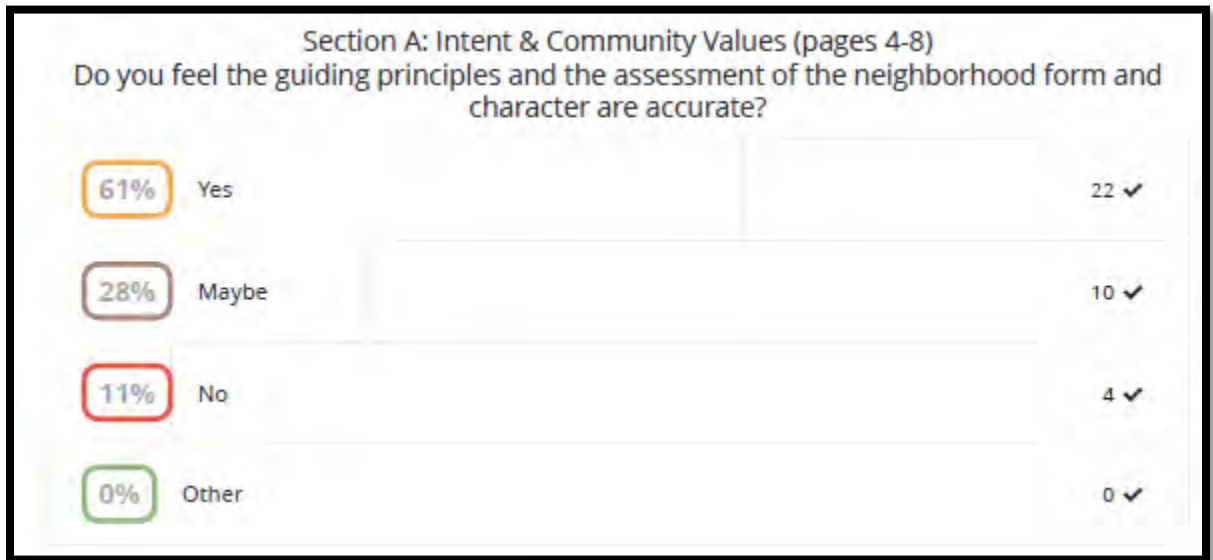 Section A: Intent & Community Values (pages 4-8)
Do you feel the guiding principles and the assessment of the neighborhood form and
character are accurate?
61% Yes 22 ✔
28% Maybe 10 ✔
11% No 4 ✔
0% Other 0 ✔